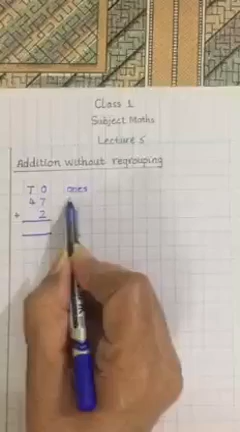 Class 1
Subject Maths
Lecture 5
Addition without regrouping
T O ones
4 7
+ 2